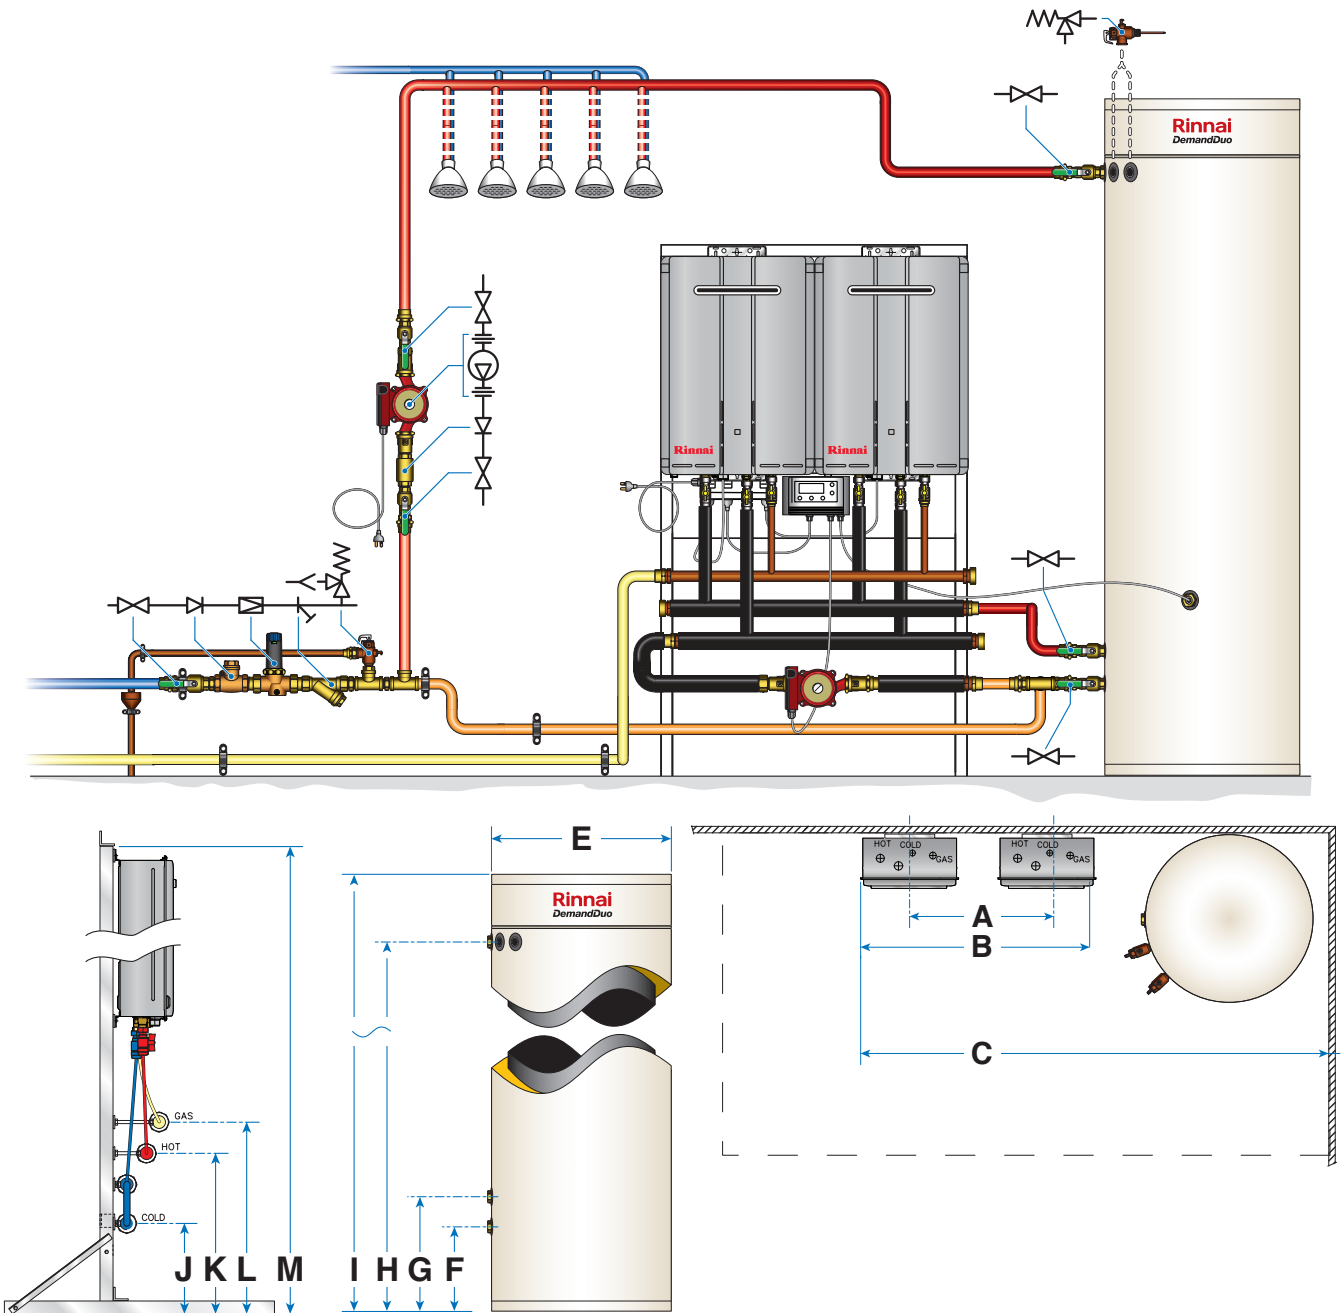 Rinnai
DemandDuo
Rinnai
Rinnai
E
Rinnai
DemandDuo
HOT
COLD
GAS
HOT
COLD
GAS
A
B
C
GAS
HOT
COLD
J
K
L
M
I
H
G
F